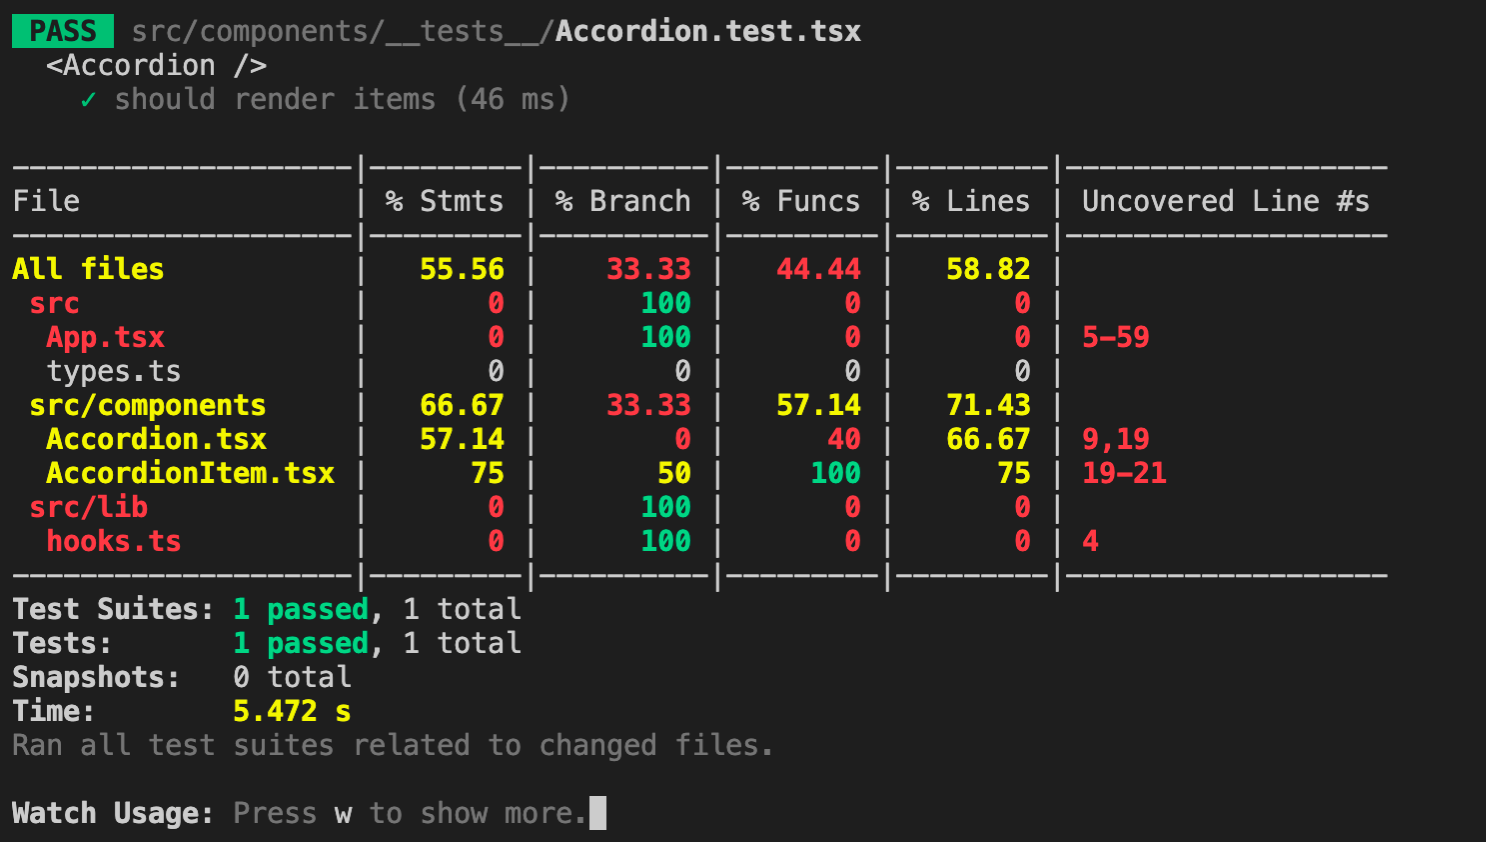 PASS src/components/__tests__/Accordion.test.tsx
  <Accordion />
    ✓ should render items (46 ms)

--------------------|---------|----------|---------|---------|-------------------
File                | % Stmts | % Branch | % Funcs | % Lines | Uncovered Line #s
--------------------|---------|----------|---------|---------|-------------------
All files           |   55.56 |    33.33 |   44.44 |   58.82 |
 src                |       0 |      100 |       0 |       0 |
  App.tsx           |       0 |      100 |       0 |       0 | 5-59
  types.ts          |       0 |        0 |       0 |       0 |
 src/components     |   66.67 |    33.33 |   57.14 |   71.43 |
  Accordion.tsx     |   57.14 |        0 |      40 |   66.67 | 9,19
  AccordionItem.tsx |      75 |       50 |     100 |      75 | 19-21
 src/lib            |       0 |      100 |       0 |       0 |
  hooks.ts          |       0 |      100 |       0 |       0 | 4
--------------------|---------|----------|---------|---------|-------------------
Test Suites: 1 passed, 1 total
Tests:       1 passed, 1 total
Snapshots:   0 total
Time:        5.472 s
Ran all test suites related to changed files.

Watch Usage: Press w to show more.